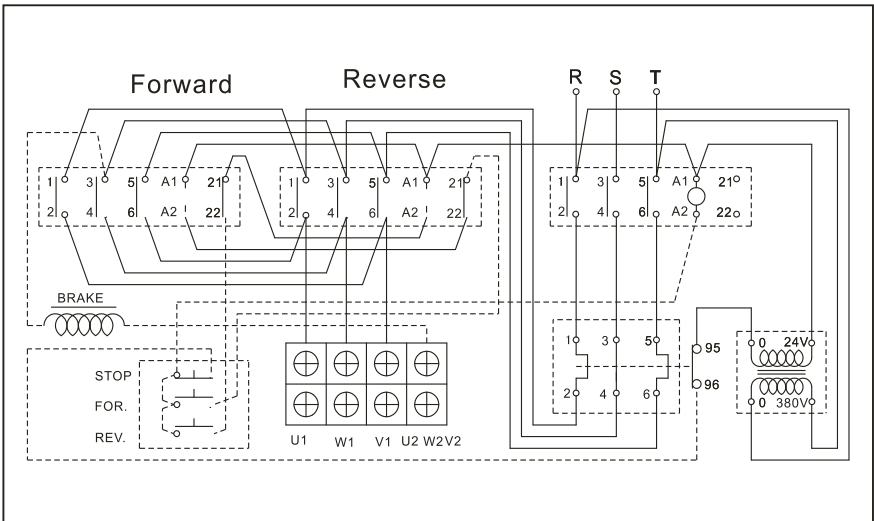 Forward Reverse R S T
1 3 5 A1 21 1 3 5 A1 21 1 3 5 A1 21
2 4 6 A2 22 2 4 6 A2 22 2 4 6 A2 22
BRAKE
1 3 5 95 0 24V
STOP
2 4 6 96 0 380V
FOR.
REV.
U1 W1 V1 U2 W2V2